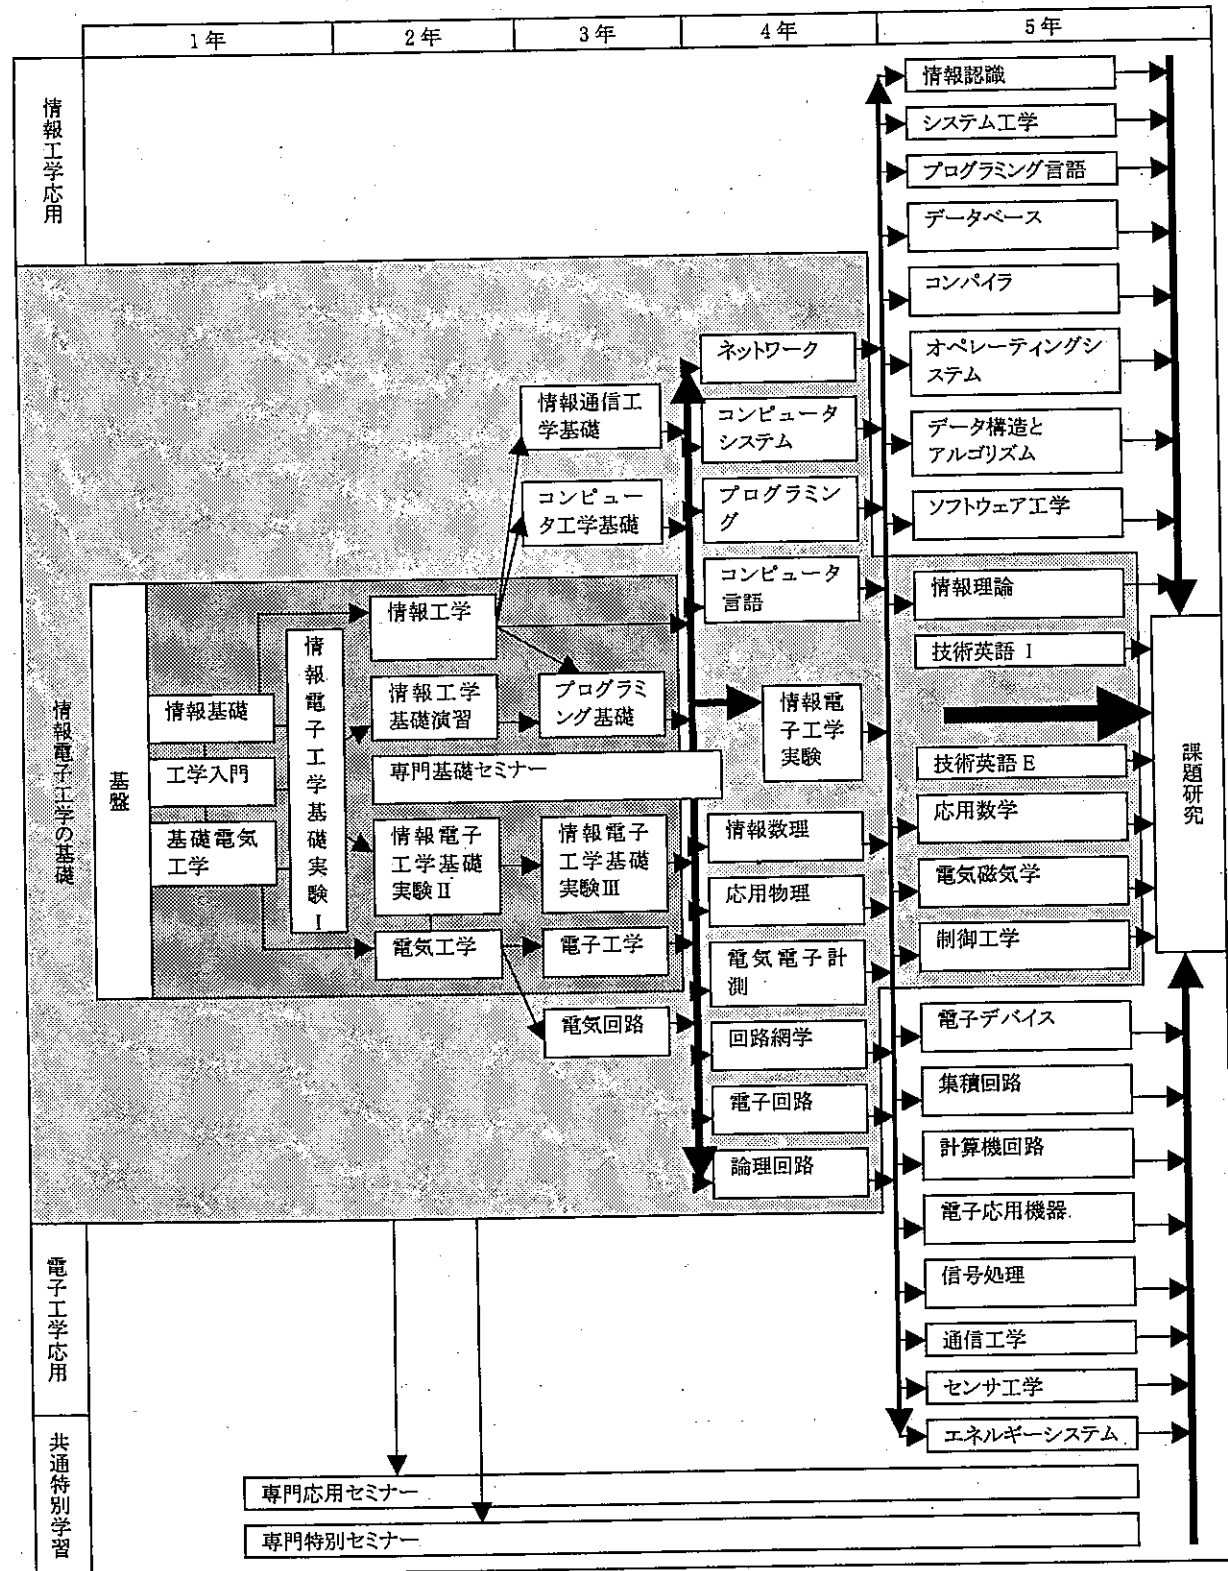 1年
2年
3年
4年
5年
情報工学応用
情報認識
システム工学
プログラミング言語
データベース
コンパイラ
オペレーティングシ
ステム
データ構造と
アルゴリズム
ソフトウェア工学
ネットワーク
コンピュータ
システム
プログラミン
グ
コンピュータ
言語
情報通信工
学基礎
コンピュー
タ工学基礎
情報電子工学の基礎
基盤
情報基礎
工学入門
基礎電気
工学
情報電子工学基礎実験Ⅰ
情報工学
情報工学
基礎演習
プログラミ
ング基礎
専門基礎セミナー
情報電子
工学基礎
実験Ⅱ
情報電子
工学基礎
実験Ⅲ
電気工学
電子工学
電気回路
情報電
子工学
実験
情報数理
応用物理
電気電子計
測
回路網学
電子回路
論理回路
情報理論
技術英語 I
技術英語 E
応用数学
電気磁気学
制御工学
課題研究
電子デバイス
集積回路
計算機回路
電子応用機器
信号処理
通信工学
センサ工学
エネルギーシステム
電子工学応用
共通特別学習
専門応用セミナー
専門特別セミナー